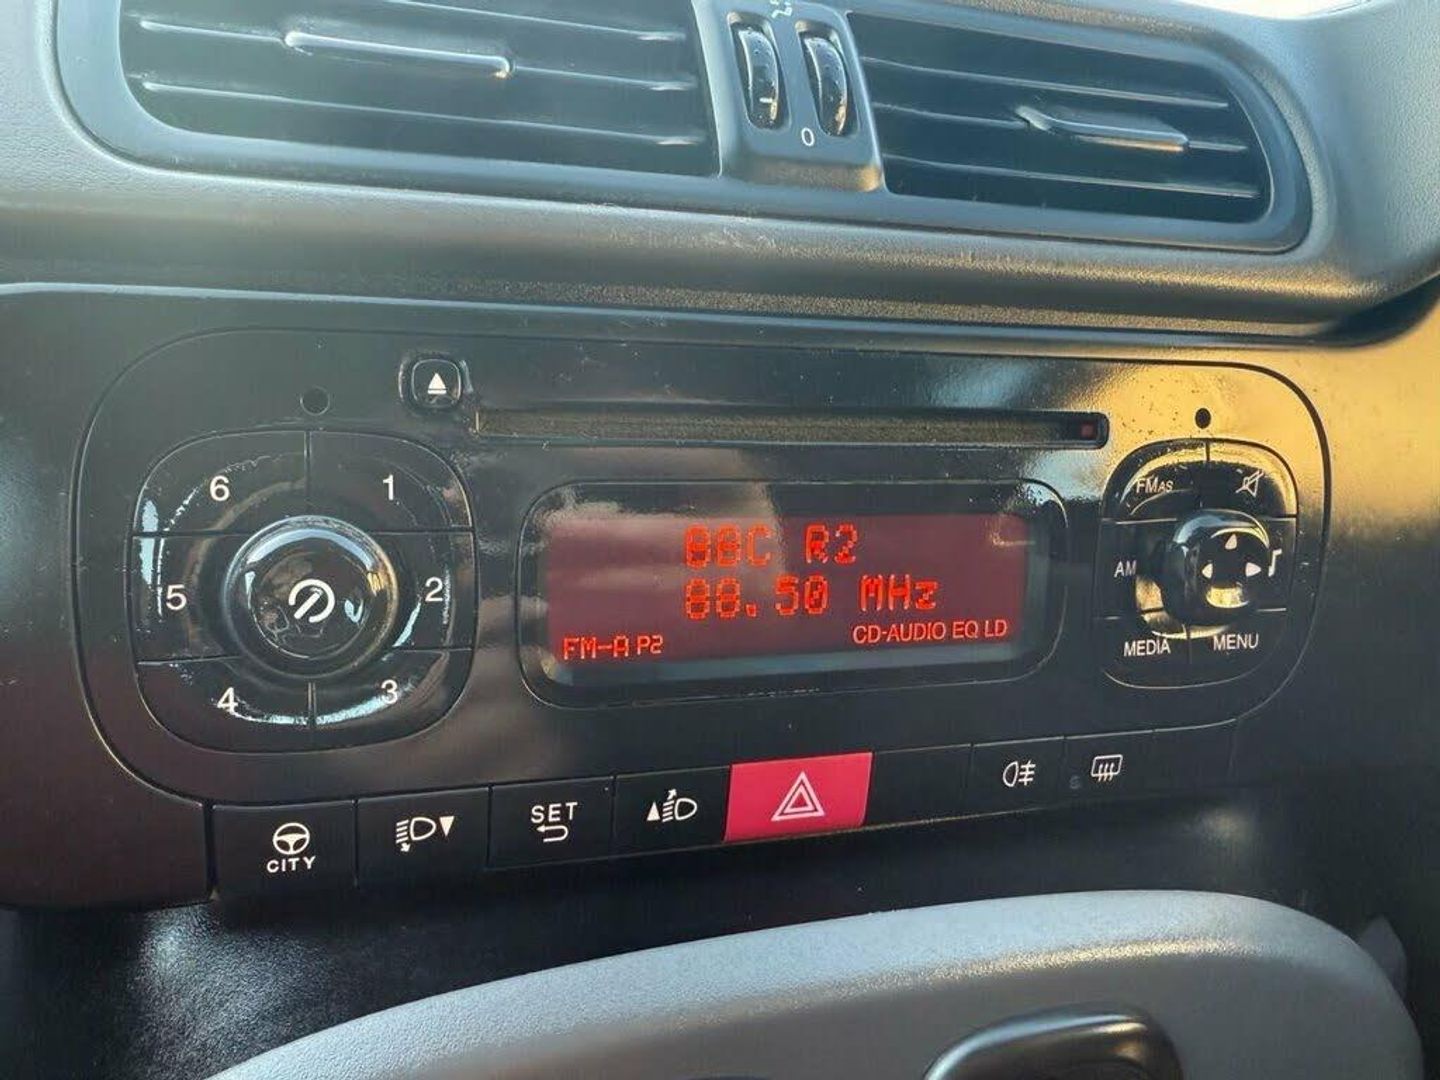 0
6
1
5
2
4
3
BBC R2
88.50 MHz
FM-A P2
CD-AUDIO EQ LD
FMAS
AM
MEDIA
MENU
CITY
SET